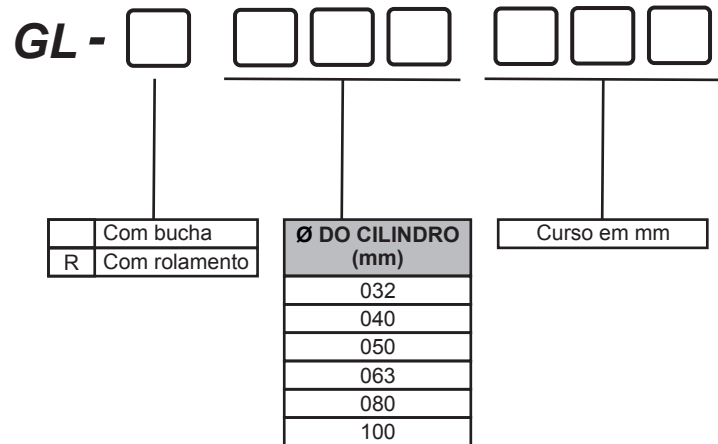 GL -
Com bucha
R Com rolamento
Ø DO CILINDRO
(mm)
032
040
050
063
080
100
Curso em mm